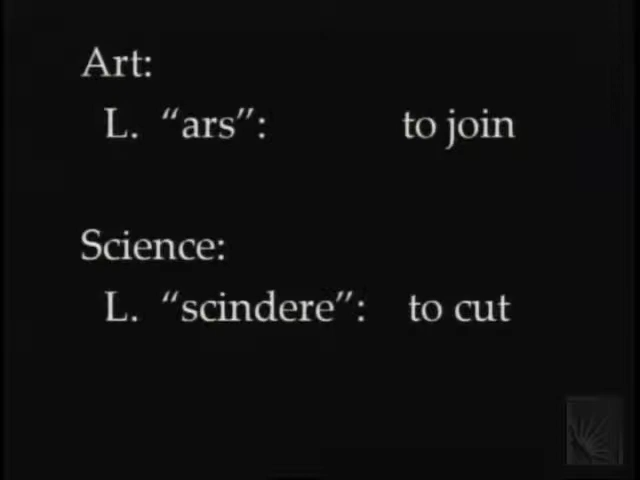 Art:
L. “ars”: to join
Science:
L. “scindere”: to cut